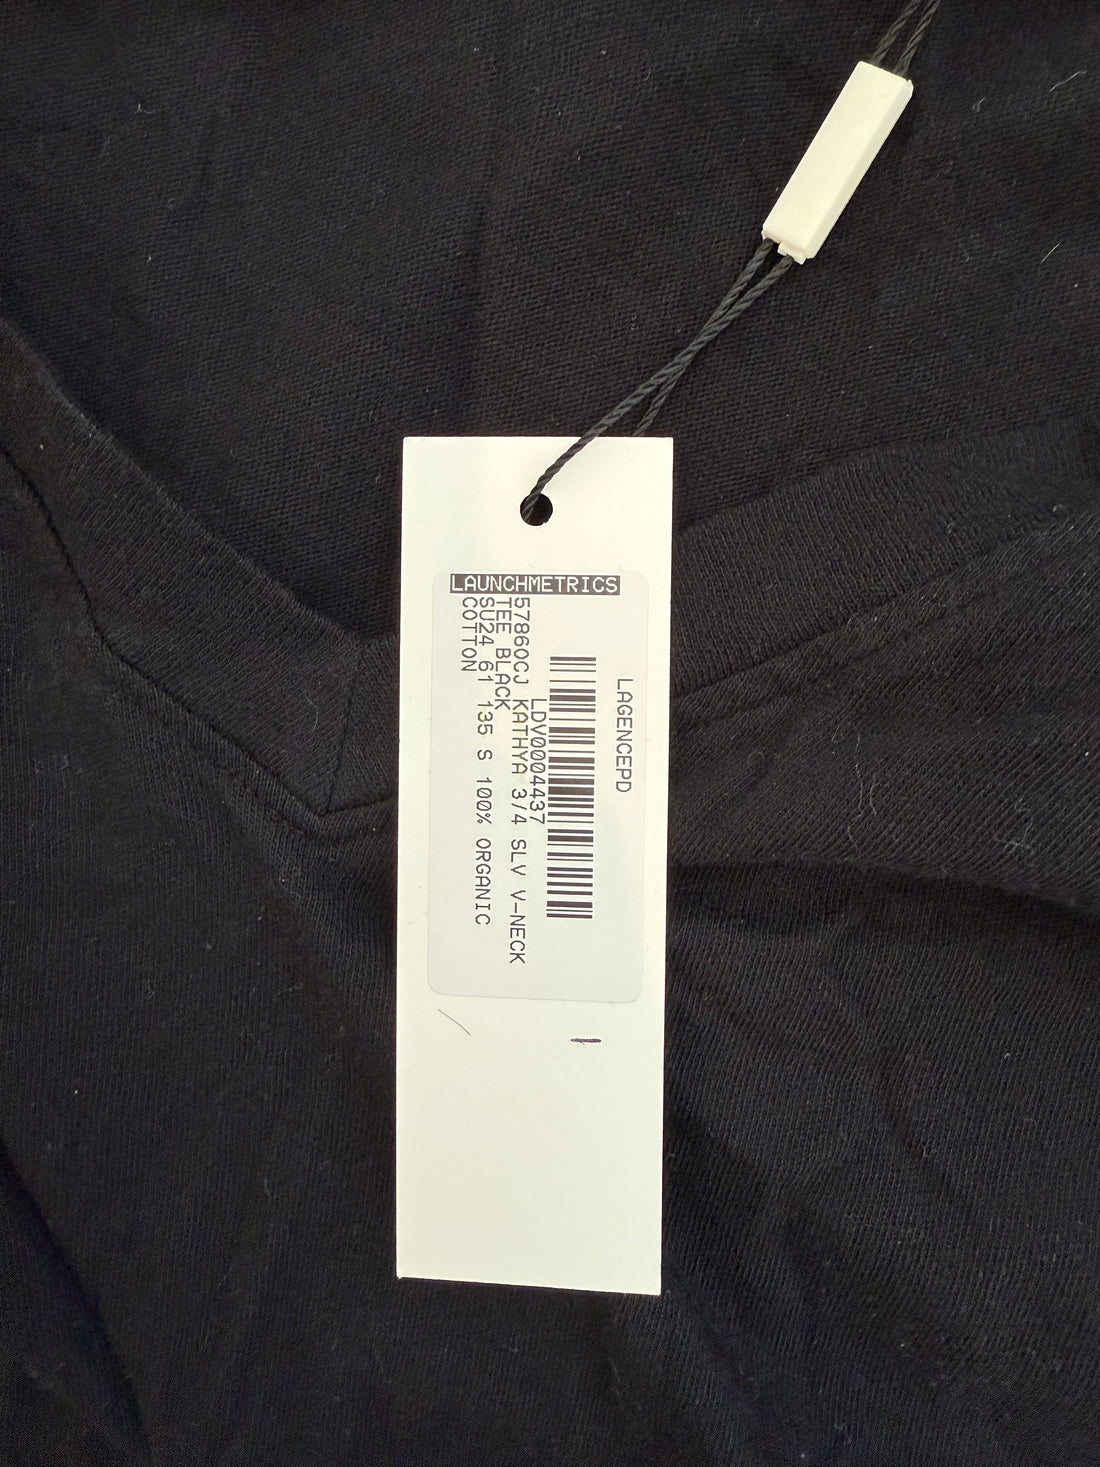 LAUNCHMETRICS
LAGENCEPD
LDV0004437
57860CJ KATHYA 3/4 SLV V-NECK
TEE BLACK
SU24 61 135 S 100% ORGANIC
COTTON